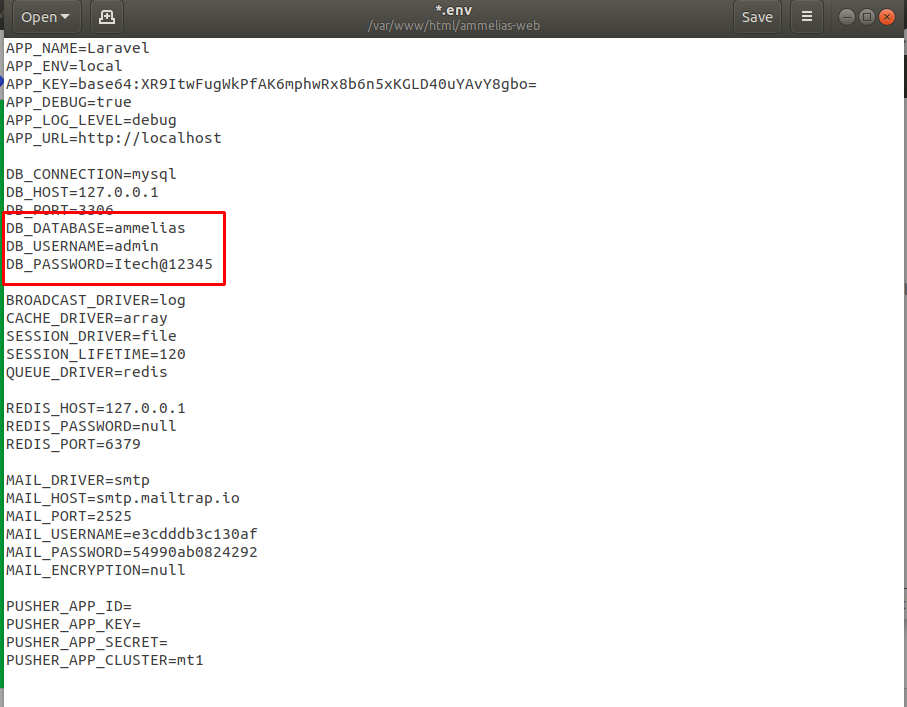 Open
*.env
/var/www/html/ammelias-web
Save
APP_NAME=Laravel
APP_ENV=local
APP_KEY=base64:XR9ItwFugWkPfAK6mphwRx8b6n5xKGLD40uYAvY8gbo=
APP_DEBUG=true
APP_LOG_LEVEL=debug
APP_URL=http://localhost
DB_CONNECTION=mysql
DB_HOST=127.0.0.1
DB_PORT=3306
DB_DATABASE=ammelias
DB_USERNAME=admin
DB_PASSWORD=Itech@12345
BROADCAST_DRIVER=log
CACHE_DRIVER=array
SESSION_DRIVER=file
SESSION_LIFETIME=120
QUEUE_DRIVER=redis
REDIS_HOST=127.0.0.1
REDIS_PASSWORD=null
REDIS_PORT=6379
MAIL_DRIVER=smtp
MAIL_HOST=smtp.mailtrap.io
MAIL_PORT=2525
MAIL_USERNAME=e3cdddb3c130af
MAIL_PASSWORD=54990ab0824292
MAIL_ENCRYPTION=null
PUSHER_APP_ID=
PUSHER_APP_KEY=
PUSHER_APP_SECRET=
PUSHER_APP_CLUSTER=mt1